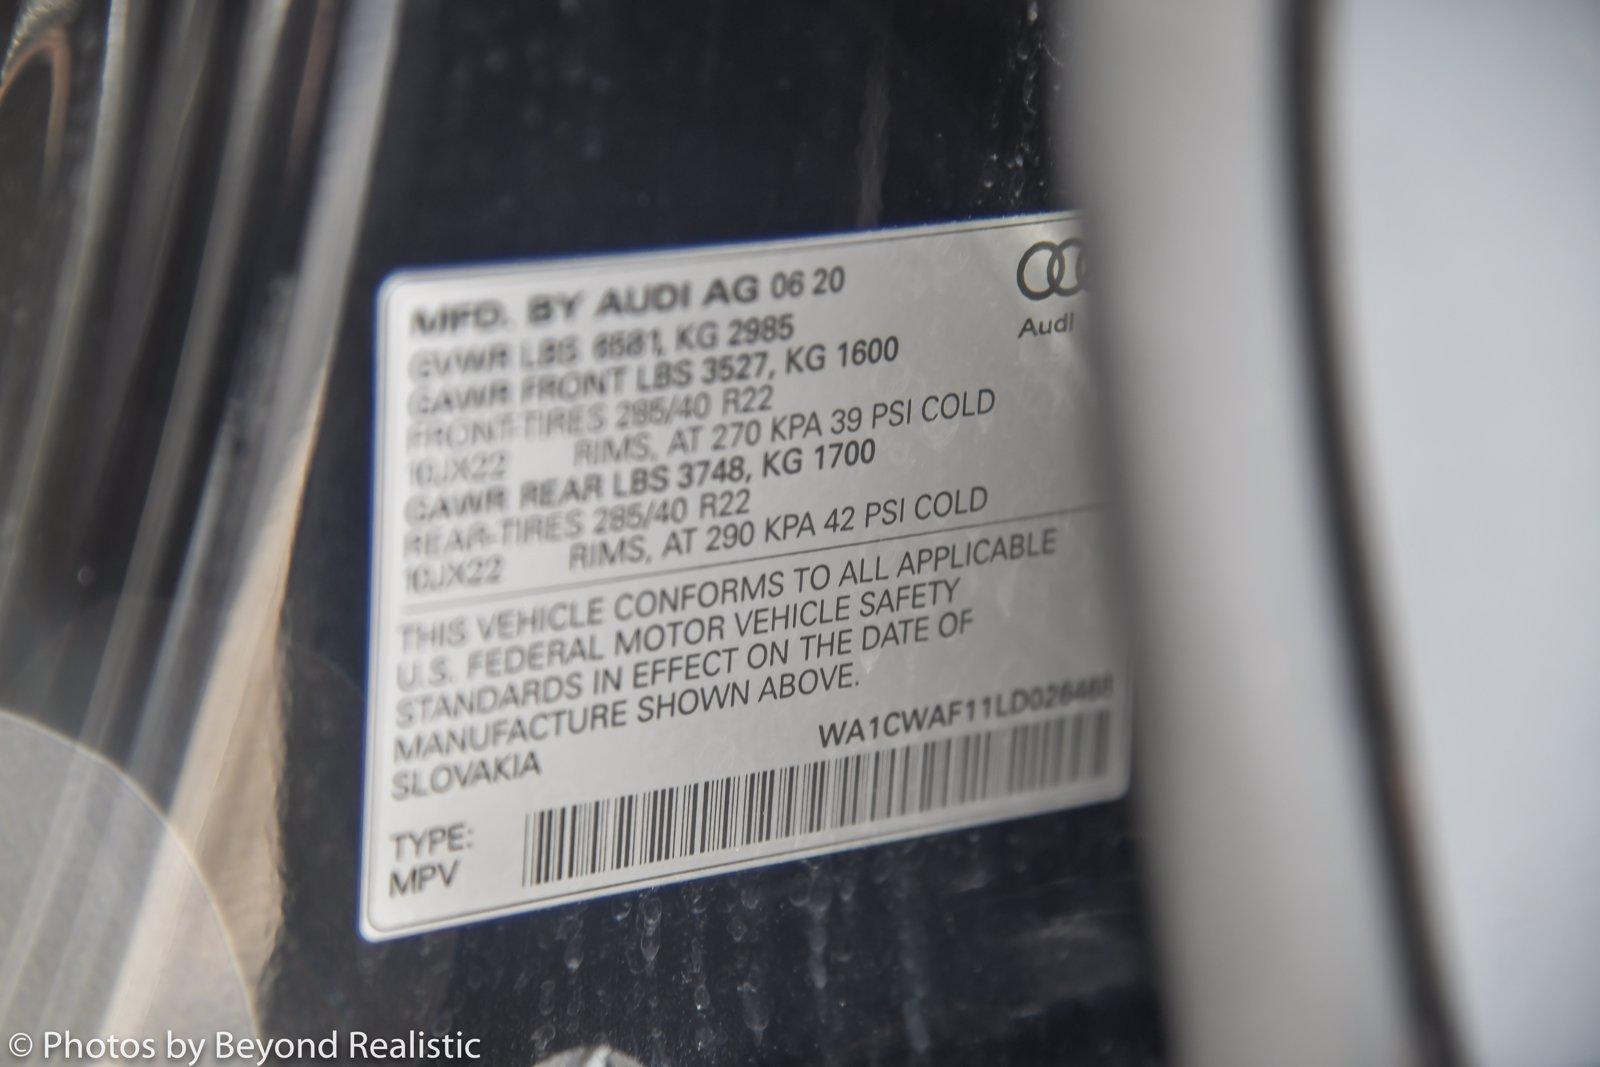 MFD. BY AUDI AG 06 20
Audi
GVWR LBS 6581, KG 2985
GAWR FRONT LBS 3527, KG 1600
FRONT-TIRES 285/40 R22
10JX22 RIMS, AT 270 KPA 39 PSI COLD
GAWR REAR LBS 3748, KG 1700
REAR-TIRES 285/40 R22
10JX22 RIMS, AT 290 KPA 42 PSI COLD
THIS VEHICLE CONFORMS TO ALL APPLICABLE
U.S. FEDERAL MOTOR VEHICLE SAFETY
STANDARDS IN EFFECT ON THE DATE OF
MANUFACTURE SHOWN ABOVE.
SLOVAKIA
TYPE:
MPV
© Photos by Beyond Realistic